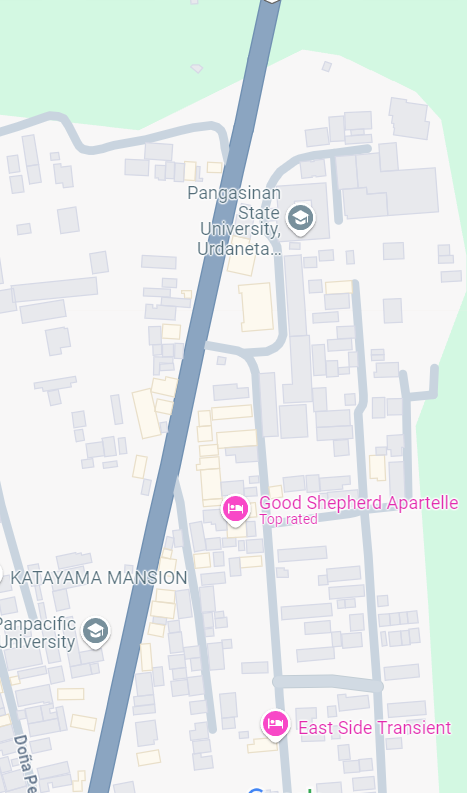 Pangasinan
State
University,
Urdaneta...
Good Shepherd Apartelle
Top rated
KATAYAMA MANSION
Panpacific
University
East Side Transient
Doña Pe